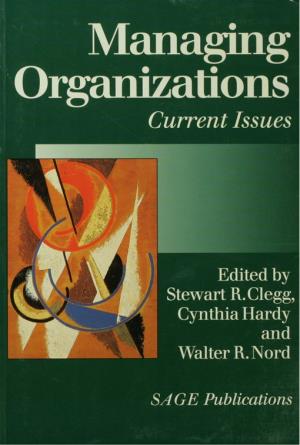 Managing
Organizations
Current Issues
Edited by
Stewart R. Clegg,
Cynthia Hardy
and
Walter R. Nord
SAGE Publications